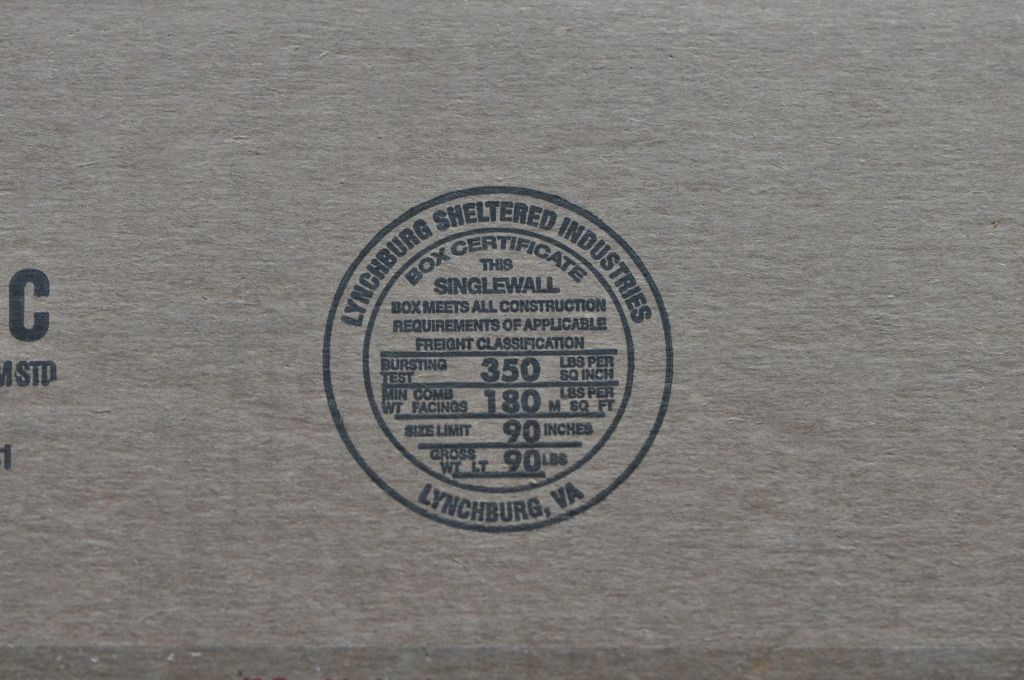 LYNCHBURG SHELTERED INDUSTRIES
BOX CERTIFICATE
THIS
SINGLEWALL
BOX MEETS ALL CONSTRUCTION
REQUIREMENTS OF APPLICABLE
FREIGHT CLASSIFICATION
BURSTING TEST 350 LBS PER SQ INCH
MIN COMB WT FACINGS 180 LBS PER M SQ FT
SIZE LIMIT 90 INCHES
GROSS WT LT 90 LBS
LYNCHBURG, VA
C
STD